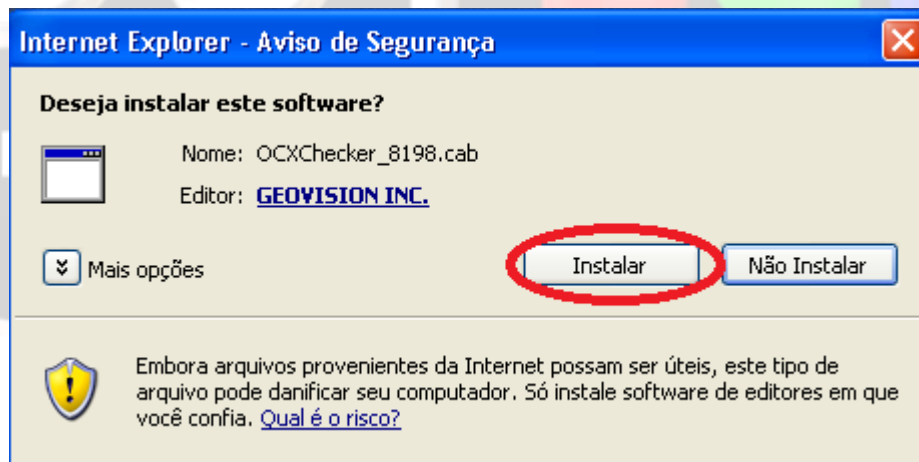 Internet Explorer - Aviso de Segurança
Deseja instalar este software?
Nome: OCXChecker_8198.cab
Editor: GEOVISION INC.
Mais opções
Instalar
Não Instalar
Embora arquivos provenientes da Internet possam ser úteis, este tipo de
arquivo pode danificar seu computador. Só instale software de editores em que
você confia. Qual é o risco?